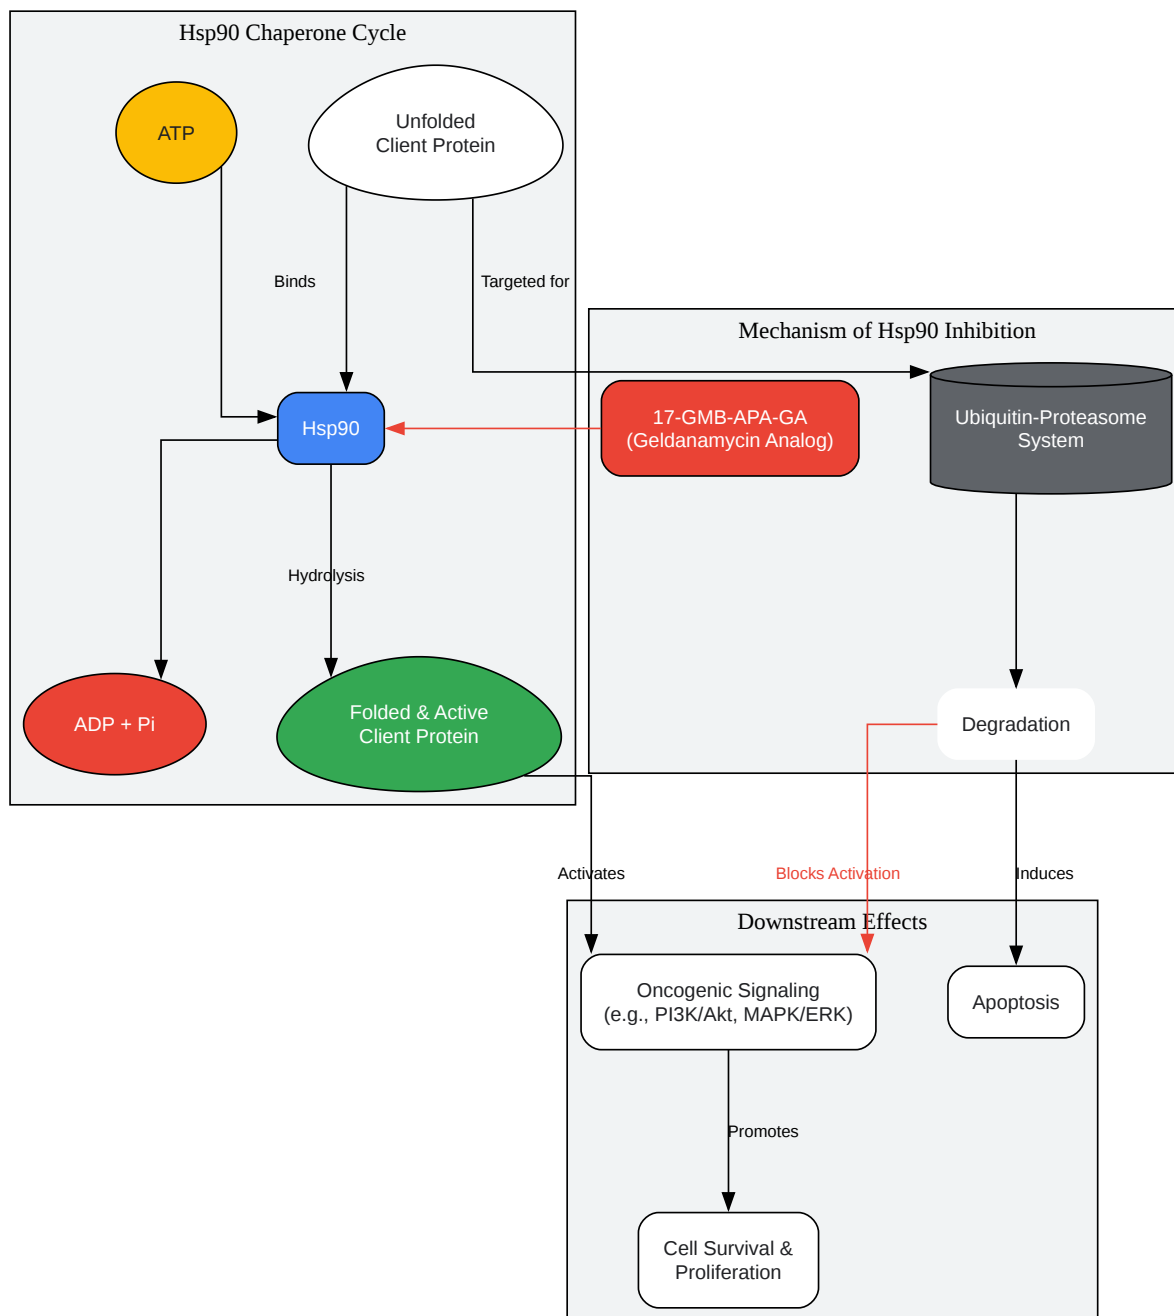 Hsp90 Chaperone Cycle
ATP
Unfolded
Client Protein
Binds
Targeted for
Mechanism of Hsp90 Inhibition
17-GMB-APA-GA
(Geldanamycin Analog)
Ubiquitin-Proteasome
System
Hsp90
Hydrolysis
ADP + Pi
Folded & Active
Client Protein
Degradation
Activates
Blocks Activation
Induces
Downstream Effects
Oncogenic Signaling
(e.g., PI3K/Akt, MAPK/ERK)
Apoptosis
Promotes
Cell Survival &
Proliferation